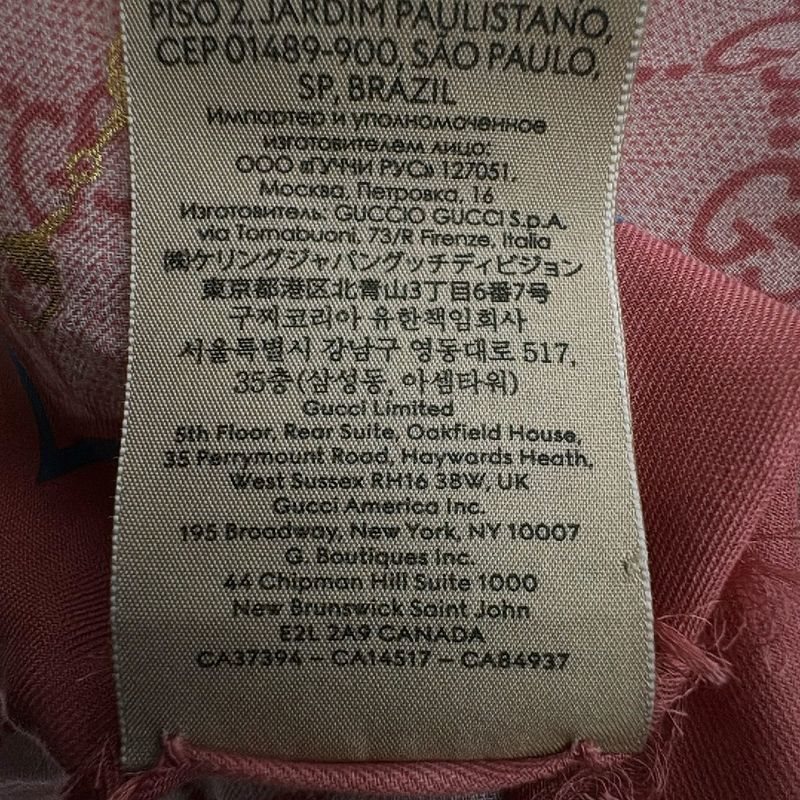 PISO 2, JARDIM PAULISTANO,
CEP 01489-900, SÃO PAULO,
SP, BRAZIL
Импортер и уполномоченное
изготовителем лицо:
ООО «ГУЧЧИ РУС» 127051,
Москва, Петровка, 16
Изготовитель: GUCCIO GUCCI S.p.A.
via Tornabuoni, 73/R Firenze, Italia
㈱ケリングジャパングッチディビジョン
東京都港区北青山3丁目6番7号
구찌코리아 유한책임회사
서울특별시 강남구 영동대로 517,
35층(삼성동, 아셈타워)
Gucci Limited
5th Floor, Rear Suite, Oakfield House,
35 Perrymount Road, Haywards Heath,
West Sussex RH16 3BW, UK
Gucci America Inc.
195 Broadway, New York, NY 10007
G. Boutiques Inc.
44 Chipman Hill Suite 1000
New Brunswick Saint John
E2L 2A9 CANADA
CA37394 – CA14517 – CA84937